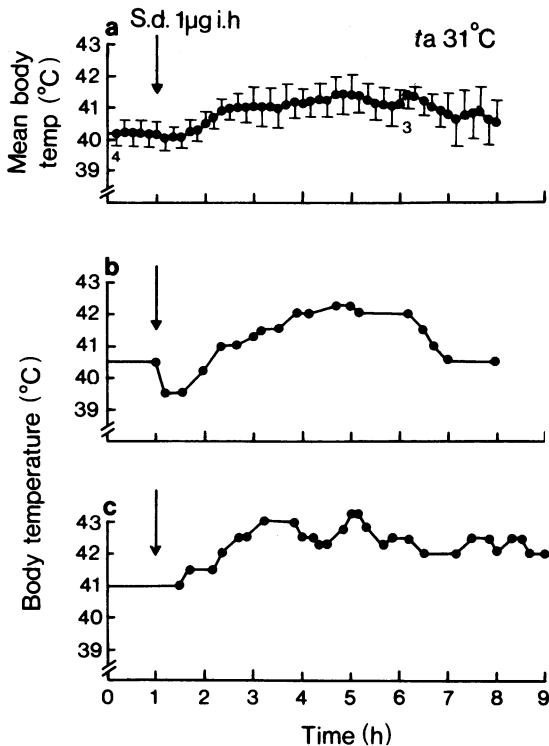 S.d. 1µg i.h
a
ta 31°C
43
42
41
40
39
Mean body
temp (°C)
4
3
b
43
42
41
40
39
c
43
42
41
40
39
Body temperature (°C)
0 1 2 3 4 5 6 7 8 9
Time (h)